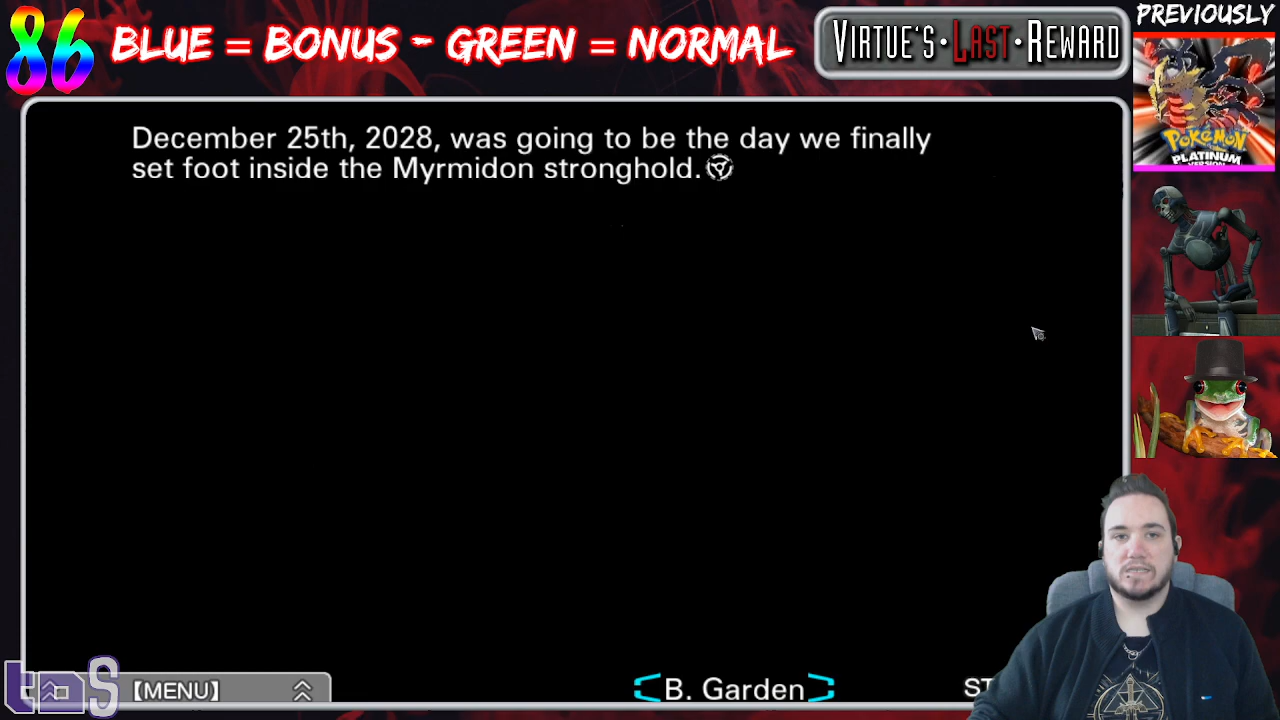 86
BLUE = BONUS - GREEN = NORMAL
VIRTUE'S·LAST·REWARD
PREVIOUSLY
POKéMON
PLATINUM
VERSION
December 25th, 2028, was going to be the day we finally
set foot inside the Myrmidon stronghold.
【MENU】
B. Garden
ST